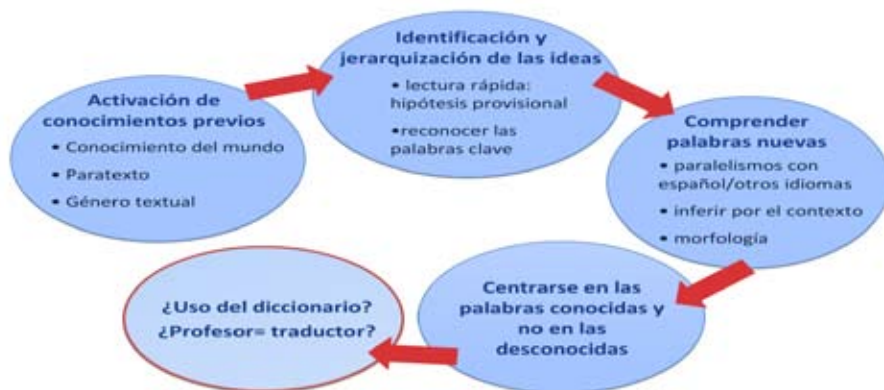 Activación de
conocimientos previos
• Conocimiento del mundo
• Paratexto
• Género textual
Identificación y
jerarquización de las ideas
• lectura rápida:
hipótesis provisional
•reconocer las
palabras clave
Comprender
palabras nuevas
• paralelismos con
español/otros idiomas
• inferir por el contexto
• morfología
Centrarse en las
palabras conocidas y
no en las
desconocidas
¿Uso del diccionario?
¿Profesor= traductor?